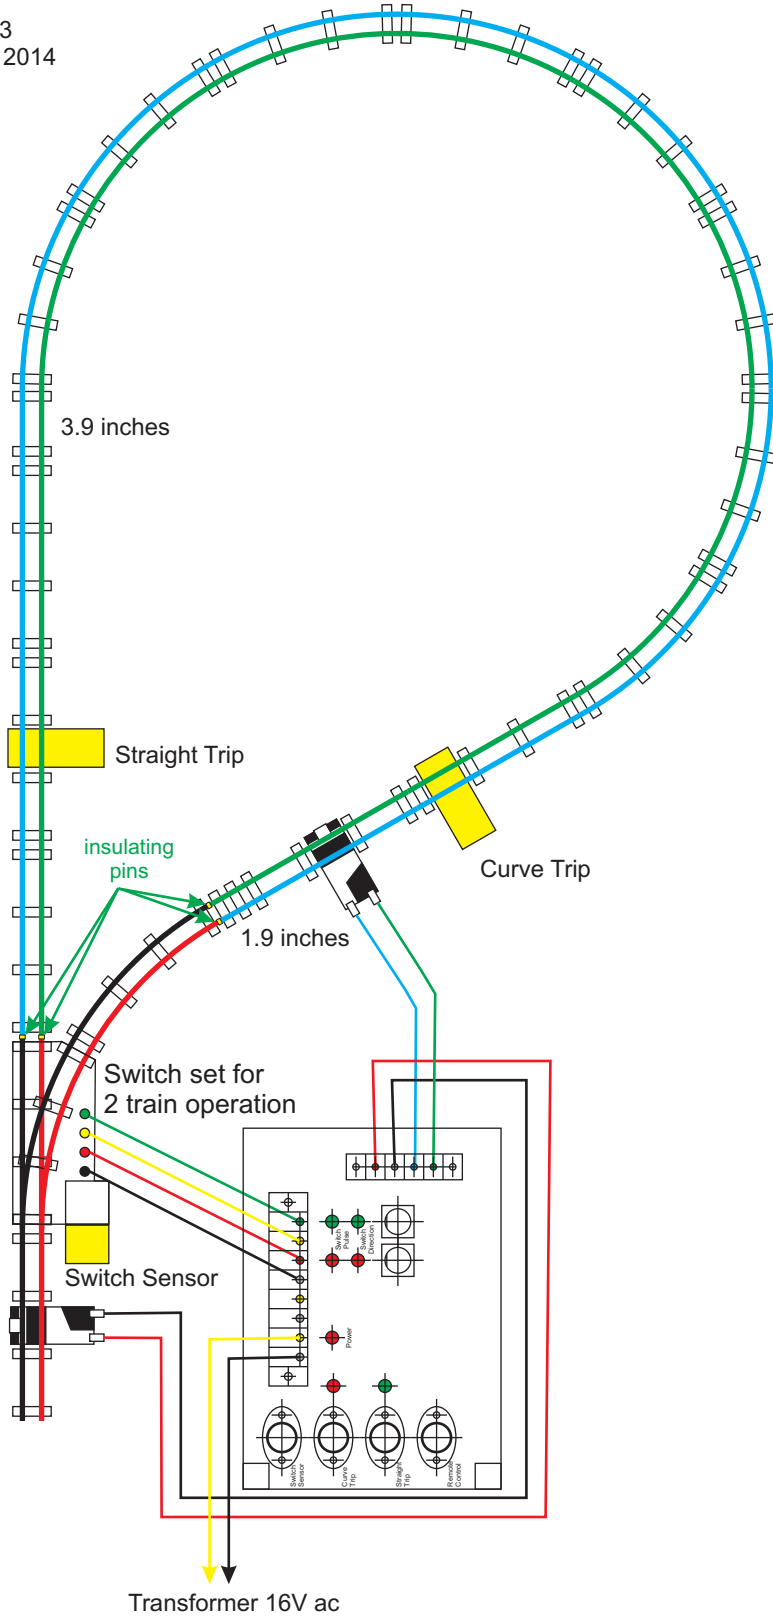 3
2014
3.9 inches
Straight Trip
insulating
pins
Curve Trip
1.9 inches
Switch set for
2 train operation
Switch
Pulse
Switch
Direction
Switch Sensor
Power
Switch
Sensor
Curve
Trip
Straight
Trip
Remote
Control
Transformer 16V ac